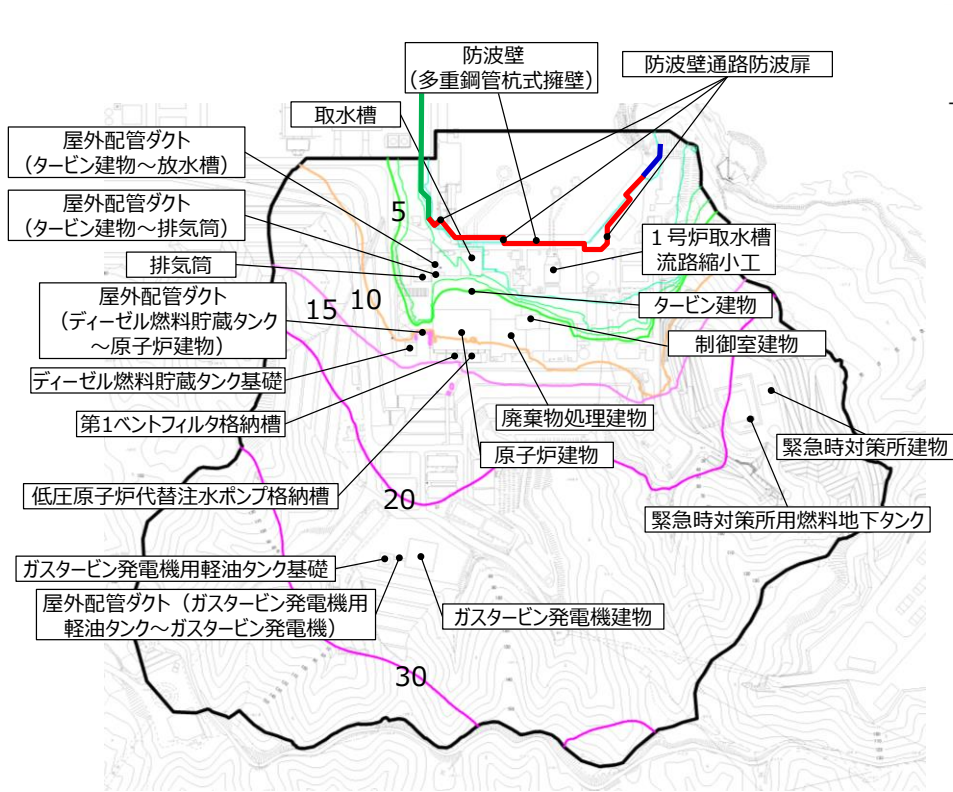 防波壁
（多重鋼管杭式擁壁）
防波壁通路防波扉
取水槽
屋外配管ダクト
（タービン建物～放水槽）
屋外配管ダクト
（タービン建物～排気筒）
5
１号炉取水槽
流路縮小工
排気筒
屋外配管ダクト
（ディーゼル燃料貯蔵タンク
～原子炉建物）
15
10
タービン建物
制御室建物
ディーゼル燃料貯蔵タンク基礎
第1ベントフィルタ格納槽
廃棄物処理建物
原子炉建物
緊急時対策所建物
低圧原子炉代替注水ポンプ格納槽
20
緊急時対策所用燃料地下タンク
ガスタービン発電機用軽油タンク基礎
屋外配管ダクト（ガスタービン発電機用
軽油タンク～ガスタービン発電機）
ガスタービン発電機建物
30